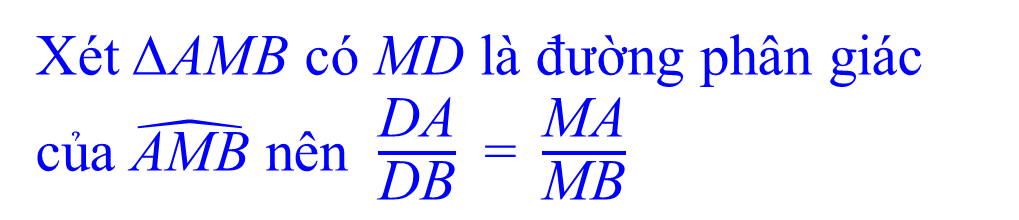 Xét ΔAMB có MD là đường phân giác
của \widehat{AMB} nên \frac{DA}{DB} = \frac{MA}{MB}